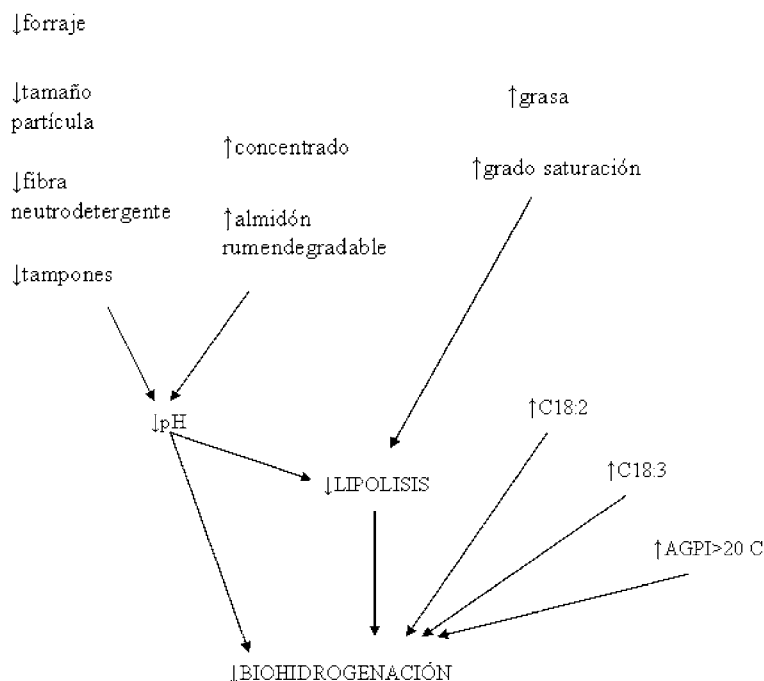 ↓forraje
↓tamaño
partícula
↓fibra
neutrodetergente
↓tampones
↑concentrado
↑almidón
rumendegradable
↑grasa
↑grado saturación
↓pH
↓LIPOLISIS
↑C18:2
↑C18:3
↑AGPI>20 C
↓BIOHIDROGENACIÓN